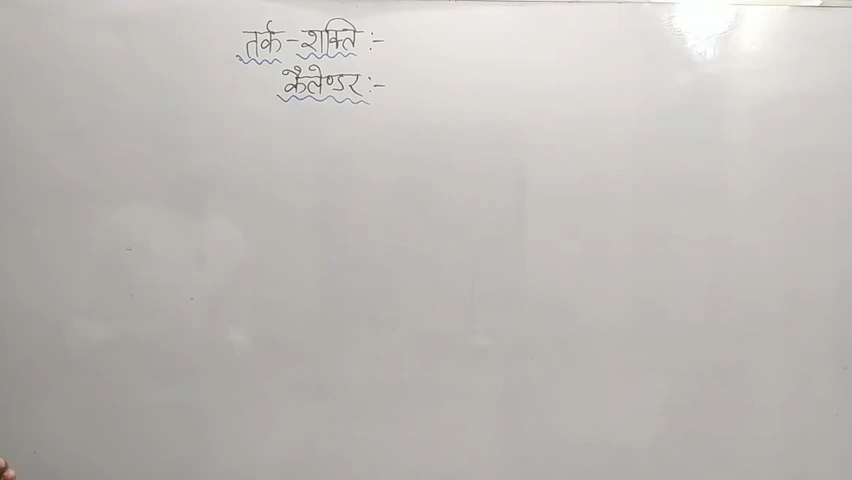 तर्क - शक्ति :-
कैलेण्डर :-